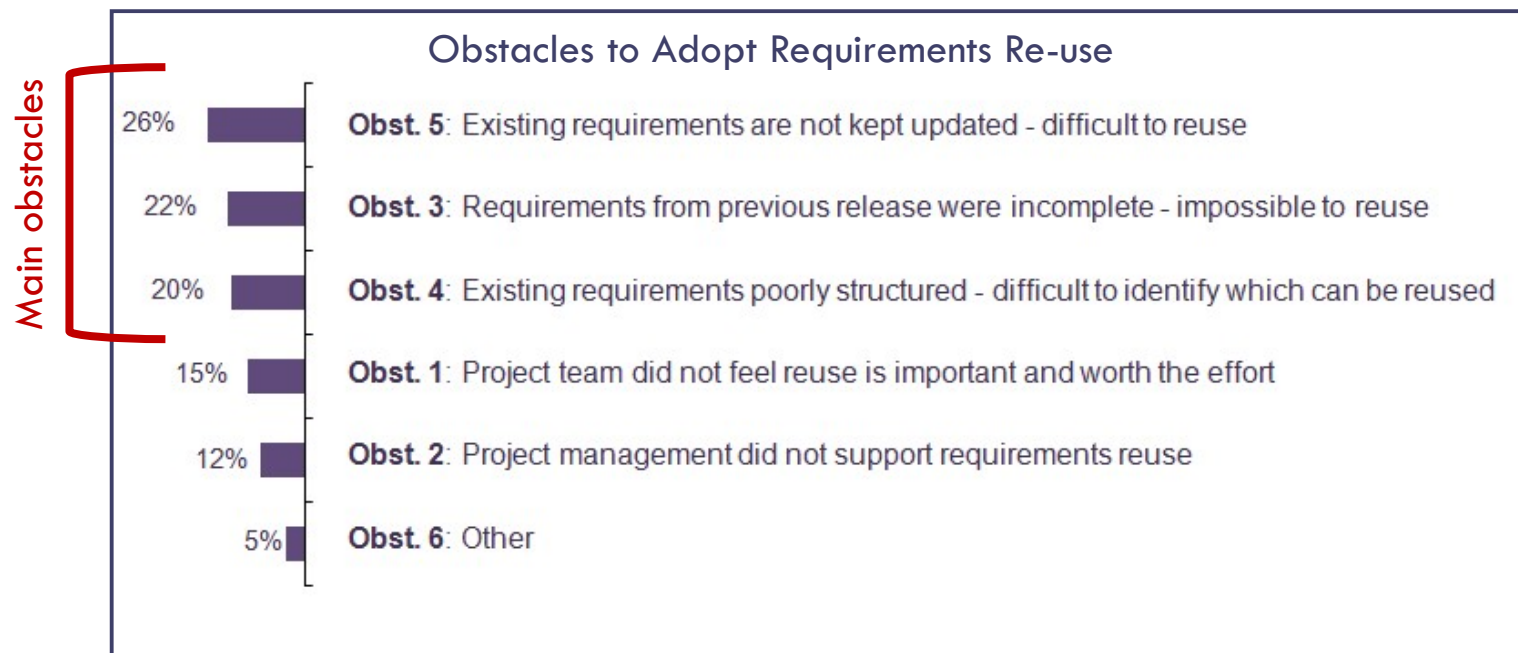 Obstacles to Adopt Requirements Re-use
Main obstacles
26% Obst. 5: Existing requirements are not kept updated - difficult to reuse
22% Obst. 3: Requirements from previous release were incomplete - impossible to reuse
20% Obst. 4: Existing requirements poorly structured - difficult to identify which can be reused
15% Obst. 1: Project team did not feel reuse is important and worth the effort
12% Obst. 2: Project management did not support requirements reuse
5% Obst. 6: Other